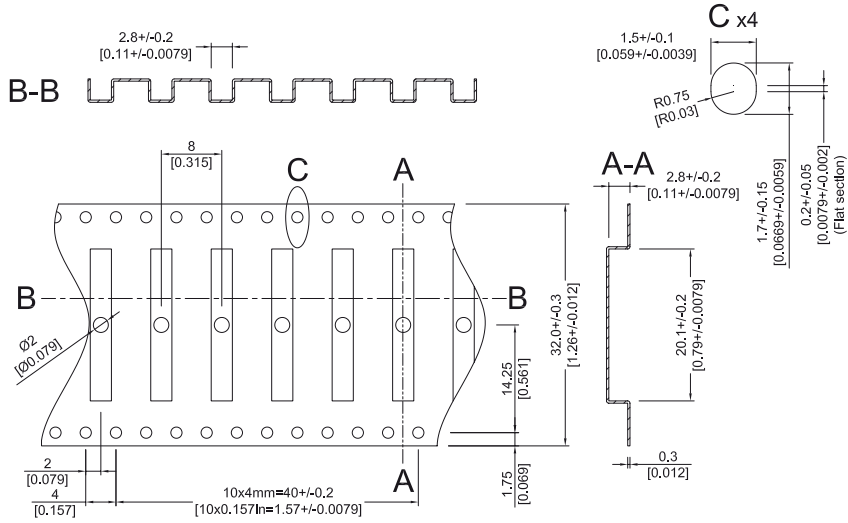 2.8+/-0.2
[0.11+/-0.0079]
B-B
C x4
1.5+/-0.1
[0.059+/-0.0039]
R0.75
[R0.03]
1.7+/-0.15
[0.0669+/-0.0059]
0.2+/-0.05
[0.0079+/-0.002]
(Flat section)
8
[0.315]
C
A
A-A
2.8+/-0.2
[0.11+/-0.0079]
B
B
Ø2
[Ø0.079]
32.0+/-0.3
[1.26+/-0.012]
20.1+/-0.2
[0.79+/-0.0079]
14.25
[0.561]
1.75
[0.069]
0.3
[0.012]
2
[0.079]
4
[0.157]
10x4mm=40+/-0.2
[10x0.157In=1.57+/-0.0079]
A